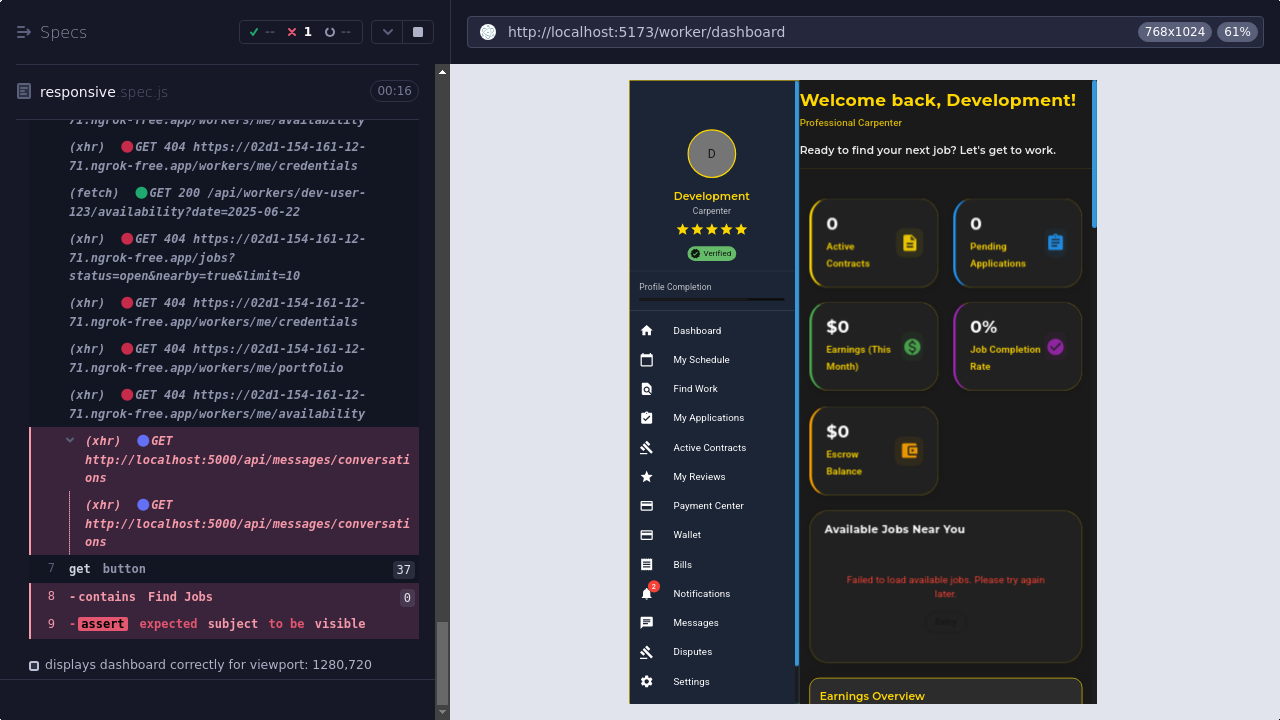 Specs
--
1
--
http://localhost:5173/worker/dashboard
768x1024
61%
responsive.spec.js
00:16
71.ngrok-free.app/workers/me/availability
(xhr) GET 404 https://02d1-154-161-12-
71.ngrok-free.app/workers/me/credentials
(fetch) GET 200 /api/workers/dev-user-
123/availability?date=2025-06-22
(xhr) GET 404 https://02d1-154-161-12-
71.ngrok-free.app/jobs?
status=open&nearby=true&limit=10
(xhr) GET 404 https://02d1-154-161-12-
71.ngrok-free.app/workers/me/credentials
(xhr) GET 404 https://02d1-154-161-12-
71.ngrok-free.app/workers/me/portfolio
(xhr) GET 404 https://02d1-154-161-12-
71.ngrok-free.app/workers/me/availability
(xhr) GET
http://localhost:5000/api/messages/conversati
ons
(xhr) GET
http://localhost:5000/api/messages/conversati
ons
7 get button 37
8 -contains Find Jobs 0
9 -assert expected subject to be visible
displays dashboard correctly for viewport: 1280,720
D
Development
Carpenter
Verified
Profile Completion
Dashboard
My Schedule
Find Work
My Applications
Active Contracts
My Reviews
Payment Center
Wallet
Bills
2
Notifications
Messages
Disputes
Settings
Welcome back, Development!
Professional Carpenter
Ready to find your next job? Let's get to work.
0
Active
Contracts
0
Pending
Applications
$0
Earnings (This
Month)
0%
Job Completion
Rate
$0
Escrow
Balance
Available Jobs Near You
Failed to load available jobs. Please try again
later.
Retry
Earnings Overview